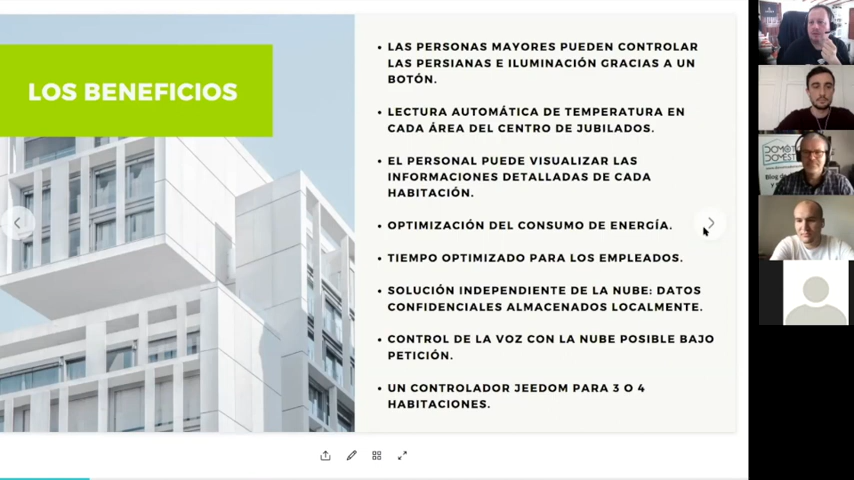 LOS BENEFICIOS
• LAS PERSONAS MAYORES PUEDEN CONTROLAR
LAS PERSIANAS E ILUMINACIÓN GRACIAS A UN
BOTÓN.
• LECTURA AUTOMÁTICA DE TEMPERATURA EN
CADA ÁREA DEL CENTRO DE JUBILADOS.
• EL PERSONAL PUEDE VISUALIZAR LAS
INFORMACIONES DETALLADAS DE CADA
HABITACIÓN.
• OPTIMIZACIÓN DEL CONSUMO DE ENERGÍA.
• TIEMPO OPTIMIZADO PARA LOS EMPLEADOS.
• SOLUCIÓN INDEPENDIENTE DE LA NUBE: DATOS
CONFIDENCIALES ALMACENADOS LOCALMENTE.
• CONTROL DE LA VOZ CON LA NUBE POSIBLE BAJO
PETICIÓN.
• UN CONTROLADOR JEEDOM PARA 3 O 4
HABITACIONES.